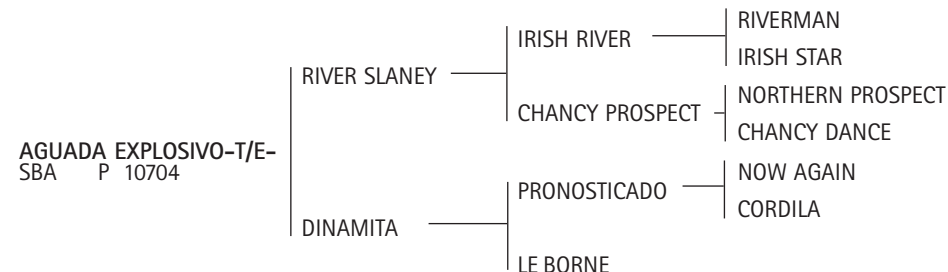 RIVERMAN
IRISH RIVER
IRISH STAR
RIVER SLANEY
NORTHERN PROSPECT
CHANCY PROSPECT
CHANCY DANCE
AGUADA EXPLOSIVO-T/E-
SBA P 10704
NOW AGAIN
PRONOSTICADO
CORDILA
DINAMITA
LE BORNE